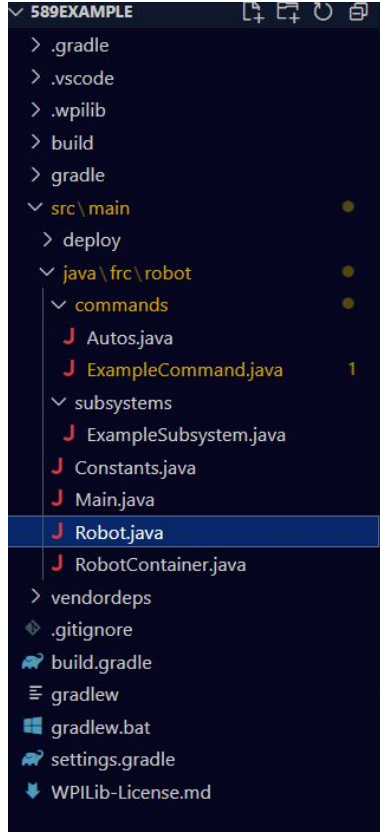 589EXAMPLE
.gradle
.vscode
.wpilib
build
gradle
src\main
deploy
java\frc\robot
commands
J Autos.java
J ExampleCommand.java 1
subsystems
J ExampleSubsystem.java
J Constants.java
J Main.java
J Robot.java
J RobotContainer.java
vendordeps
.gitignore
build.gradle
gradlew
gradlew.bat
settings.gradle
WPILib-License.md